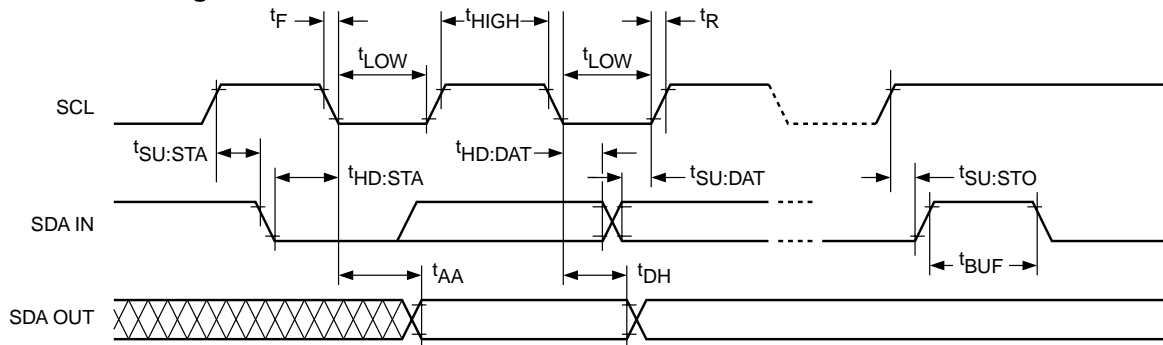 tF
tHIGH
tR
tLOW
tLOW
SCL
tSU:STA
tHD:STA
tHD:DAT
tSU:DAT
tSU:STO
SDA IN
tBUF
tAA
tDH
SDA OUT